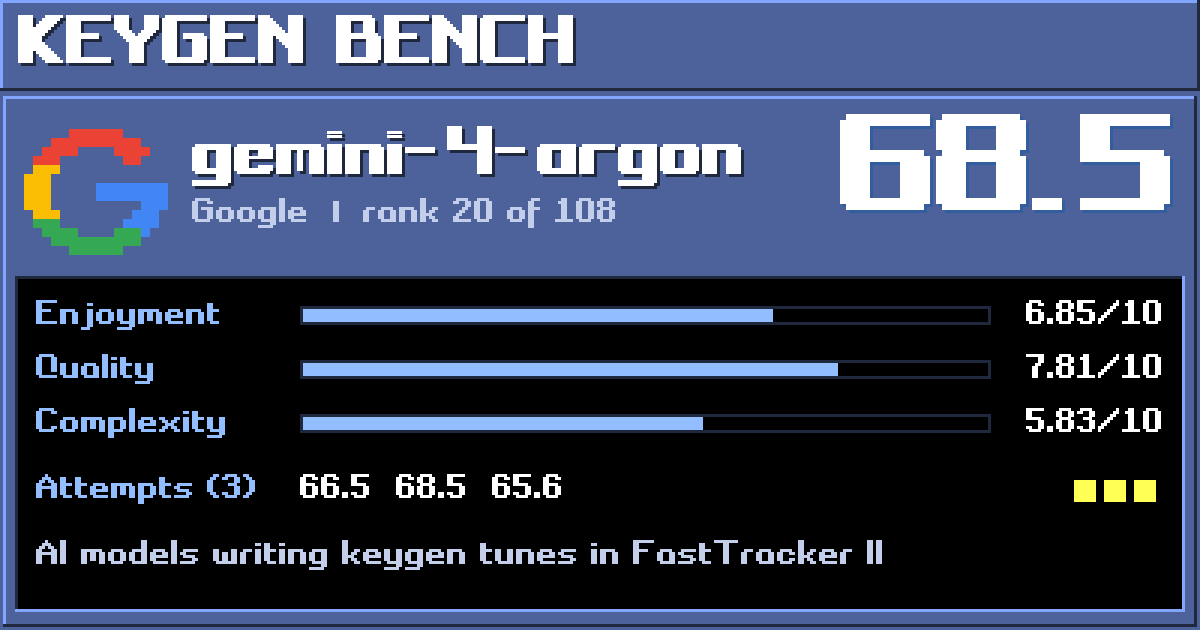 KEYGEN BENCH
gemini-4-argon
68.5
Google | rank 20 of 108
Enjoyment 6.85/10
Quality 7.81/10
Complexity 5.83/10
Attempts (3) 66.5 68.5 65.6
AI models writing keygen tunes in FastTracker II